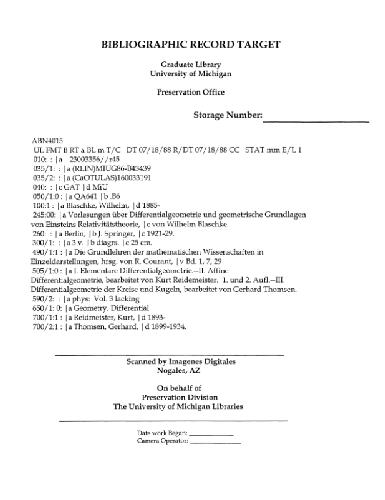 BIBLIOGRAPHIC RECORD TARGET
Graduate Library
University of Michigan
Preservation Office
Storage Number:
ABN4015
UL FMT B RT a BL m T/C DT 07/18/88 R/DT 07/18/88 CC STAT mm E/L 1
010: : |a 23003356//r48
035/1: : |a (RLIN)MIUG86-B45439
035/2: : |a (CaOTULAS)160033191
040: |c GAT |d MiU
050/1:0: |a QA641 |b .B6
100:1 : |a Blaschke, Wilhelm, |d 1885-
245:00: |a Vorlesungen über Differentialgeometrie und geometrische Grundlagen
von Einsteins Relativitätstheorie, |c von Wilhelm Blaschke
260: : |a Berlin, |b J. Springer, |c 1921-29.
300/1: : |a 3 v. |b diagrs. |c 25 cm.
490/1:1 : |a Die Grundlehren der mathematischen Wissenschaften in
Einzeldarstellungen, hrsg. von R. Courant, |v Bd. 1, 7, 29
505/1:0 : |a I. Elementare Differentialgeometrie.--II. Affine
Differentialgeometrie, bearbeitet von Kurt Reidemeister. 1. und 2. Aufl.--III
Differentialgeometrie der Kreise und Kugeln, bearbeitet von Gerhard Thomsen.
590/2: : |a phys: Vol. 3 lacking
650/1: 0: |a Geometry, Differential
700/1:1 : |a Reidmeister, Kurt, |d 1893-
700/2:1 : |a Thomsen, Gerhard, |d 1899-1934.
Scanned by Imagenes Digitales
Nogales, AZ
On behalf of
Preservation Division
The University of Michigan Libraries
Date work Began:
Camera Operator: